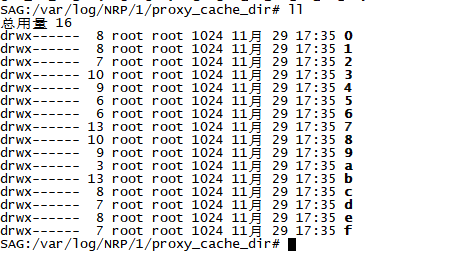 SAG:/var/log/NRP/1/proxy_cache_dir# ll
总用量 16
drwx------  8 root root 1024 11月 29 17:35 0
drwx------  8 root root 1024 11月 29 17:35 1
drwx------  7 root root 1024 11月 29 17:35 2
drwx------ 10 root root 1024 11月 29 17:35 3
drwx------  9 root root 1024 11月 29 17:35 4
drwx------  6 root root 1024 11月 29 17:35 5
drwx------  6 root root 1024 11月 29 17:35 6
drwx------ 13 root root 1024 11月 29 17:35 7
drwx------ 10 root root 1024 11月 29 17:35 8
drwx------  9 root root 1024 11月 29 17:35 9
drwx------  3 root root 1024 11月 29 17:35 a
drwx------ 13 root root 1024 11月 29 17:35 b
drwx------  8 root root 1024 11月 29 17:35 c
drwx------  7 root root 1024 11月 29 17:35 d
drwx------  8 root root 1024 11月 29 17:35 e
drwx------  7 root root 1024 11月 29 17:35 f
SAG:/var/log/NRP/1/proxy_cache_dir#